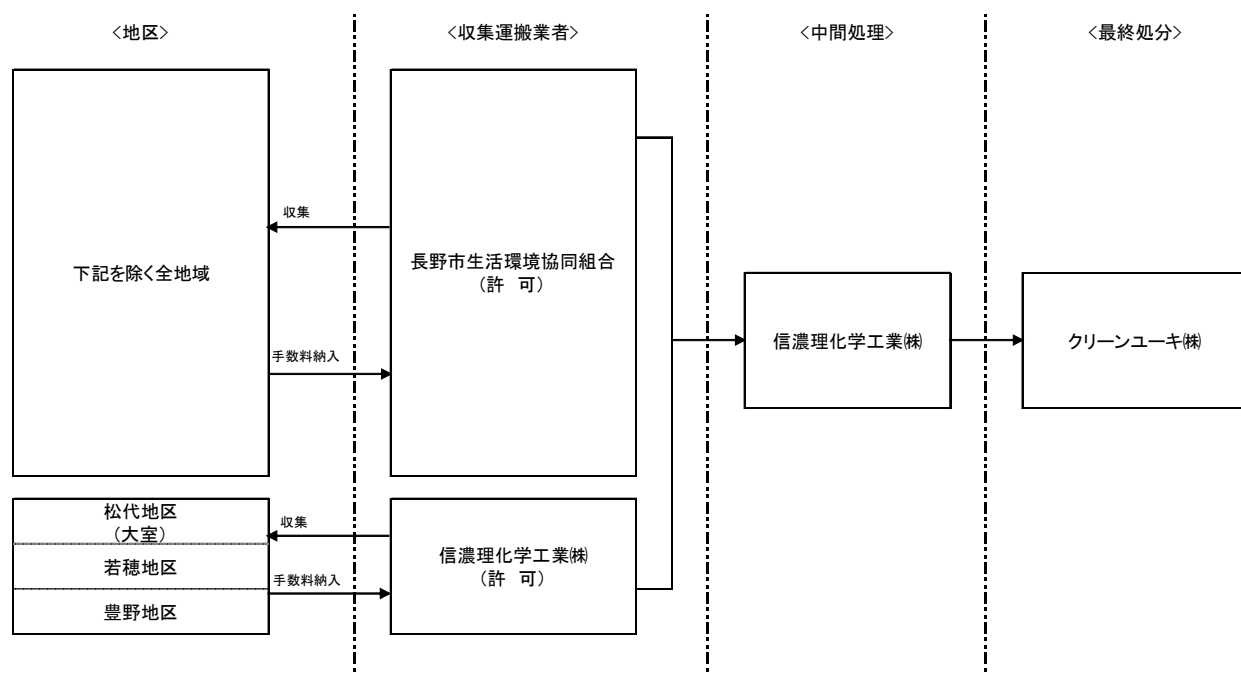 <地区>
<収集運搬業者>
<中間処理>
<最終処分>
下記を除く全地域
収集
手数料納入
長野市生活環境協同組合
(許　可)
信濃理化学工業㈱
クリーンユーキ㈱
松代地区
(大室)
若穂地区
豊野地区
収集
手数料納入
信濃理化学工業㈱
(許　可)